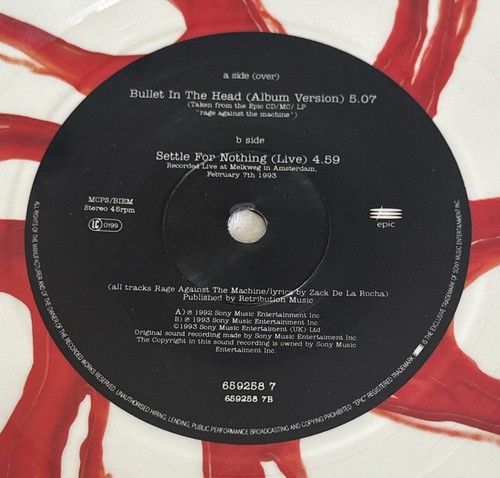 a side (over)
Bullet In The Head (Album Version) 5.07
(Taken from the Epic CD/MC/ LP
"rage against the machine")
b side
Settle For Nothing (Live) 4.59
Recorded Live at Melkweg in Amsterdam,
February 7th 1993
MCPS/BIEM
Stereo 45rpm
LC 0199
epic
(all tracks Rage Against The Machine/lyrics by Zack De La Rocha)
Published by Retribution Music
A) ℗ 1992 Sony Music Entertainment Inc.
B) ℗ 1993 Sony Music Entertainment Inc.
©1993 Sony Music Entertaiment (UK) Ltd
Original sound recording made by Sony Music Entertaiment Inc.
The Copyright in this sound recording is owned by Sony Music
Entertaiment Inc.
659258 7
659258 7B
ALL RIGHTS OF THE MANUFACTURER AND OF THE OWNER OF THE RECORDED WORKS RESERVED. UNAUTHORISED HIRING, LENDING, PUBLIC PERFORMANCE BROADCASTING AND COPYING PROHIBITED "EPIC" REGISTERED TRADEMARK. IS THE EXCLUSIVE TRADEMARK OF SONY MUSIC ENTERTAINMENT INC.